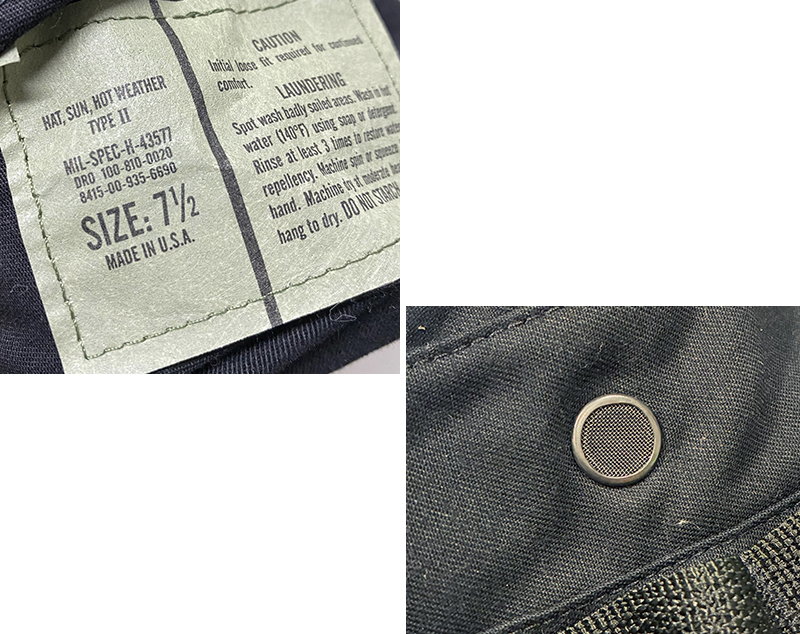 HAT, SUN, HOT WEATHER
TYPE II
MIL-SPEC-H-43577
DRO 100-810-0020
8415-00-935-6690
SIZE: 7½
MADE IN U.S.A.
CAUTION
Initial loose fit required for continued
comfort.
LAUNDERING
Spot wash badly soiled areas. Wash in hot
water (140°F) using soap or detergent.
Rinse at least 3 times to restore water
repellency. Machine spin or squeeze
hand. Machine dry at moderate heat
hang to dry. DO NOT STARCH